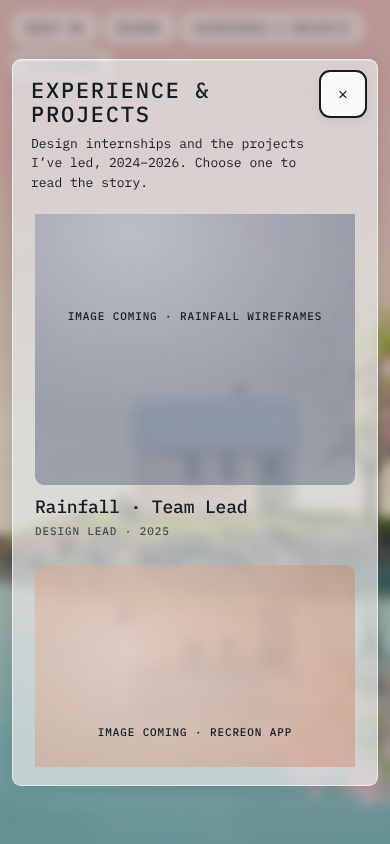 EXPERIENCE &
PROJECTS
×
Design internships and the projects
I’ve led, 2024–2026. Choose one to
read the story.
IMAGE COMING · RAINFALL WIREFRAMES
Rainfall · Team Lead
DESIGN LEAD · 2025
IMAGE COMING · RECREON APP